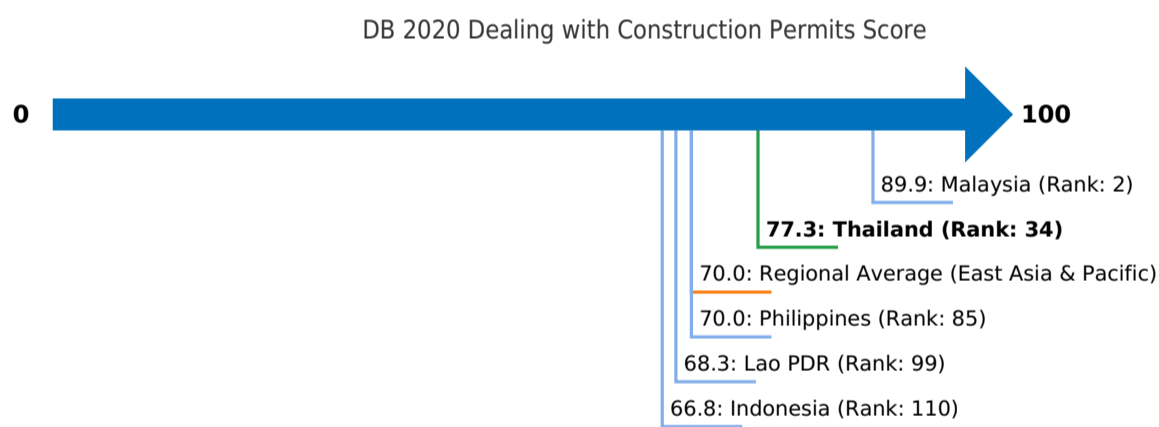 DB 2020 Dealing with Construction Permits Score
0
100
89.9: Malaysia (Rank: 2)
77.3: Thailand (Rank: 34)
70.0: Regional Average (East Asia & Pacific)
70.0: Philippines (Rank: 85)
68.3: Lao PDR (Rank: 99)
66.8: Indonesia (Rank: 110)